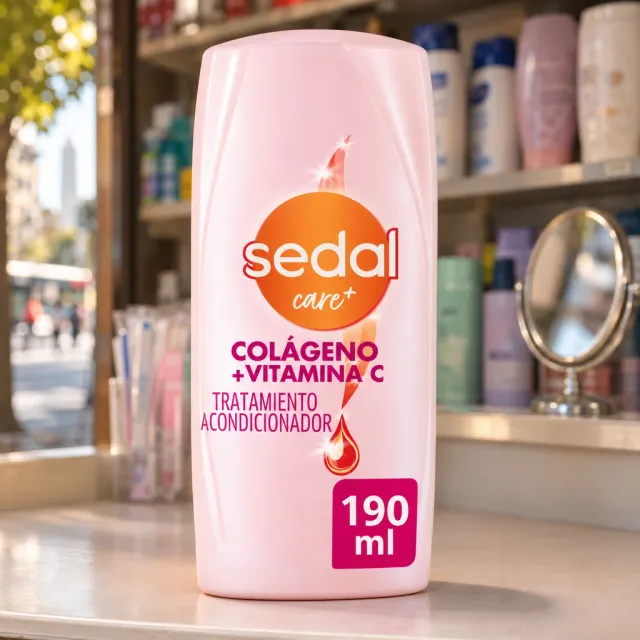 sedal
care+
COLÁGENO
+VITAMINA C
TRATAMIENTO
ACONDICIONADOR
190
ml